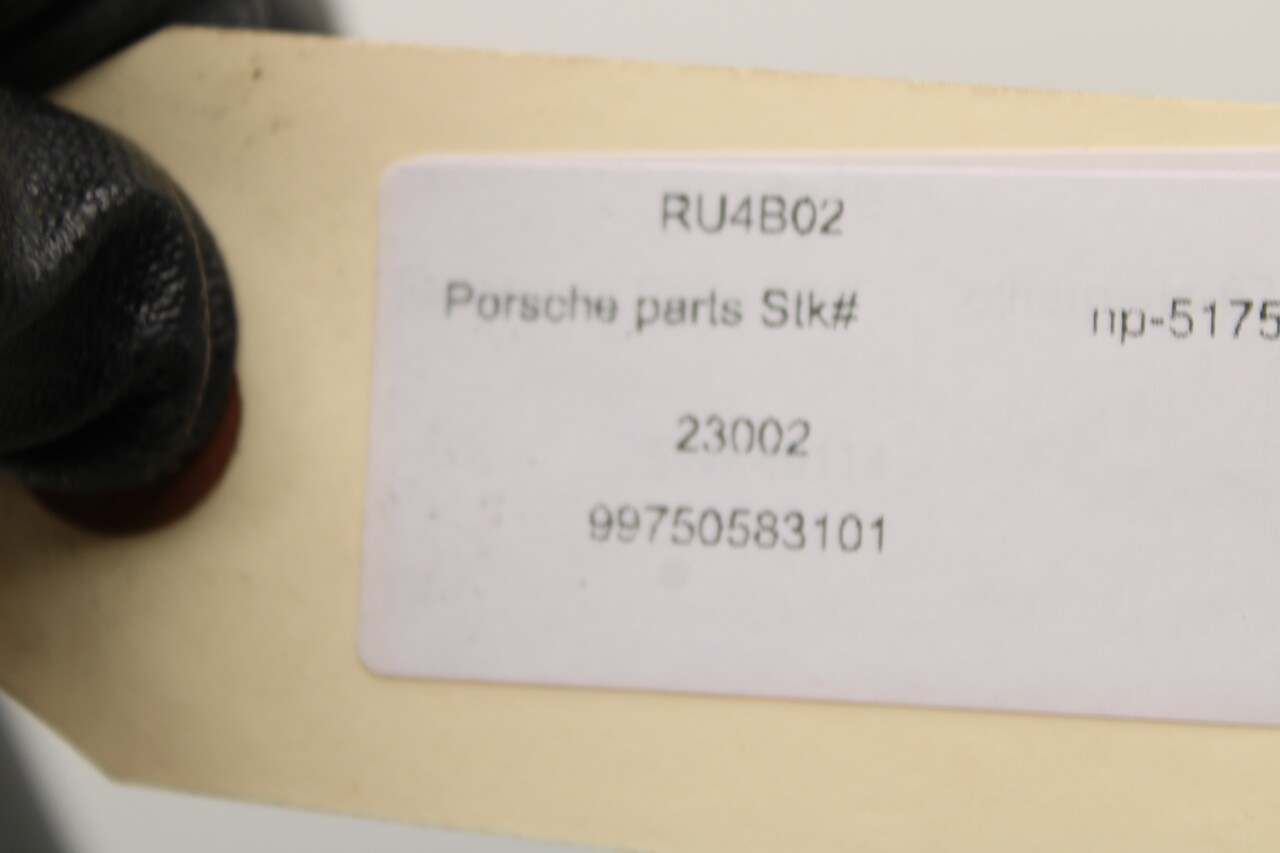 RU4B02
Porsche parts Stk# np-5175
23002
99750583101